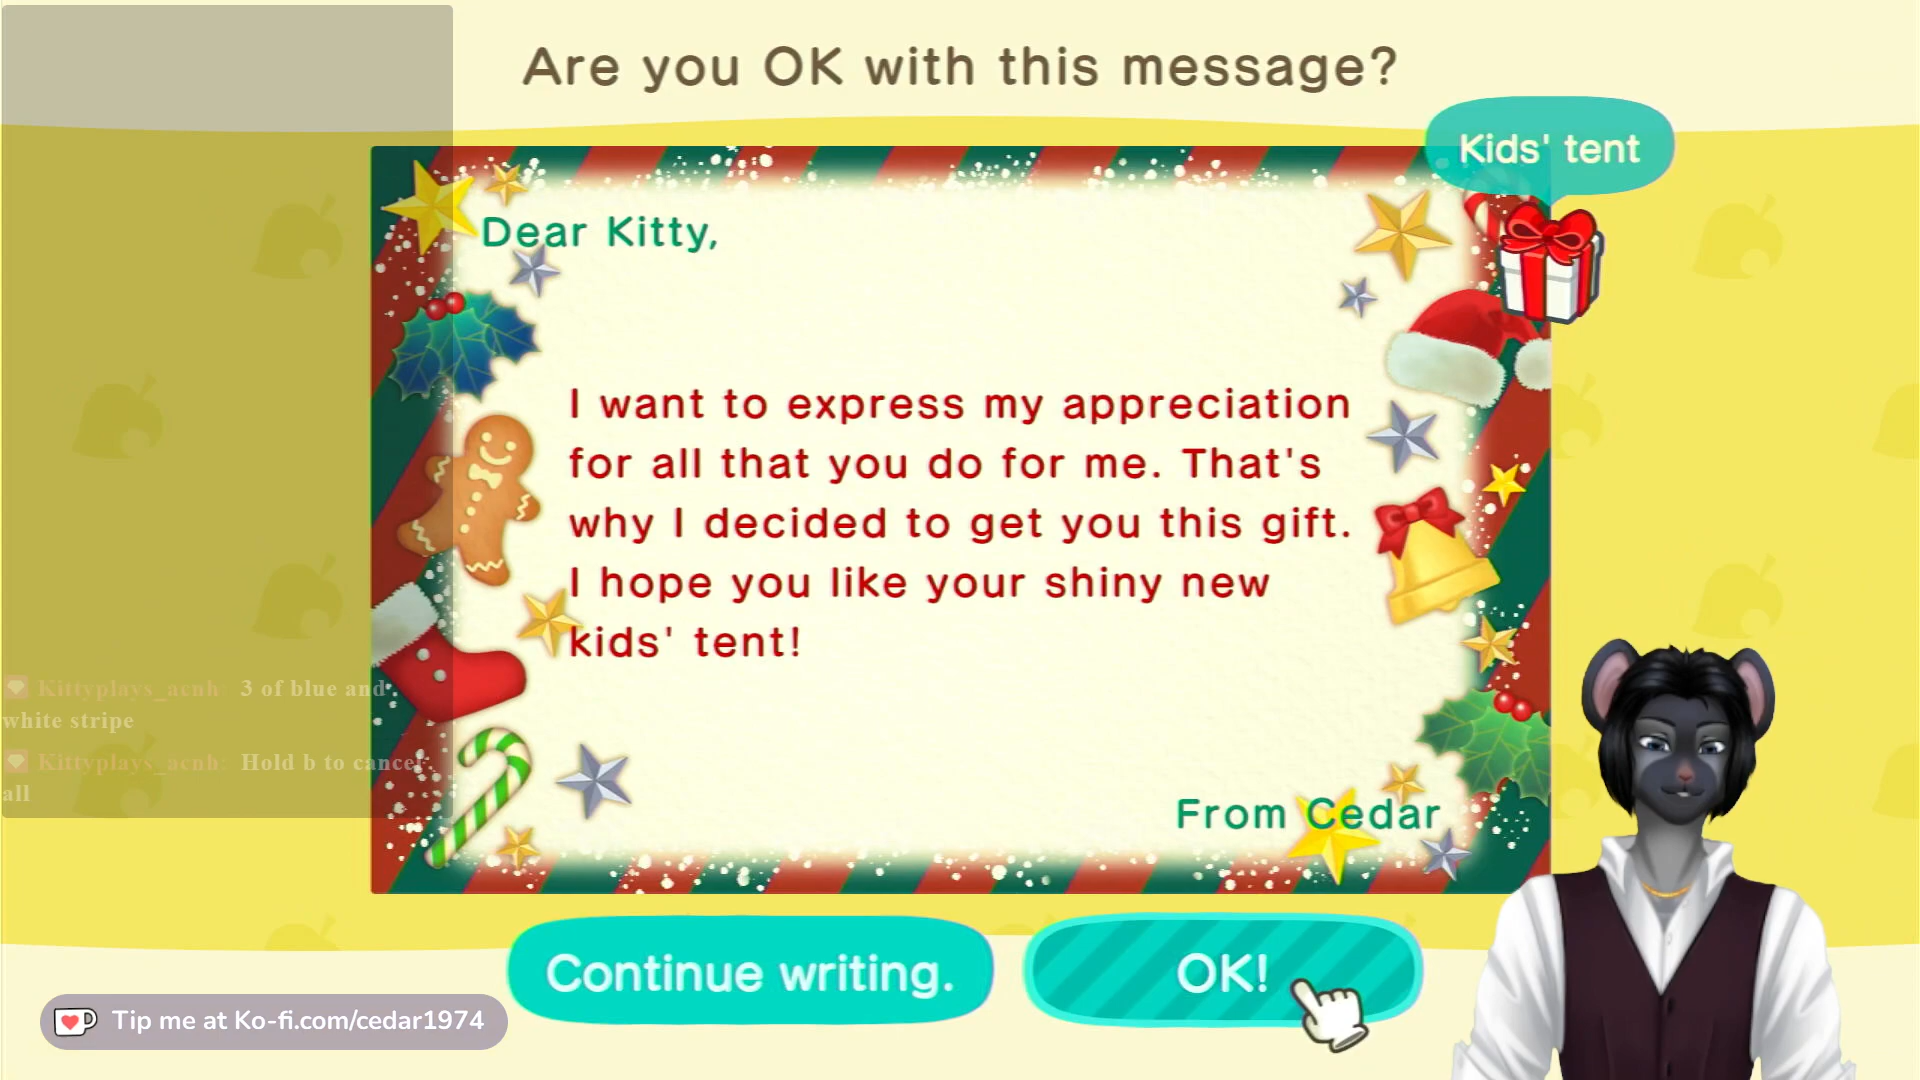 Are you OK with this message?
Kids' tent
Dear Kitty,
I want to express my appreciation
for all that you do for me. That's
why I decided to get you this gift.
I hope you like your shiny new
kids' tent!
From Cedar
Kittyplays_acnh: 3 of blue and
white stripe
Kittyplays_acnh: Hold b to cancel
all
Continue writing.
OK!
Tip me at Ko-fi.com/cedar1974